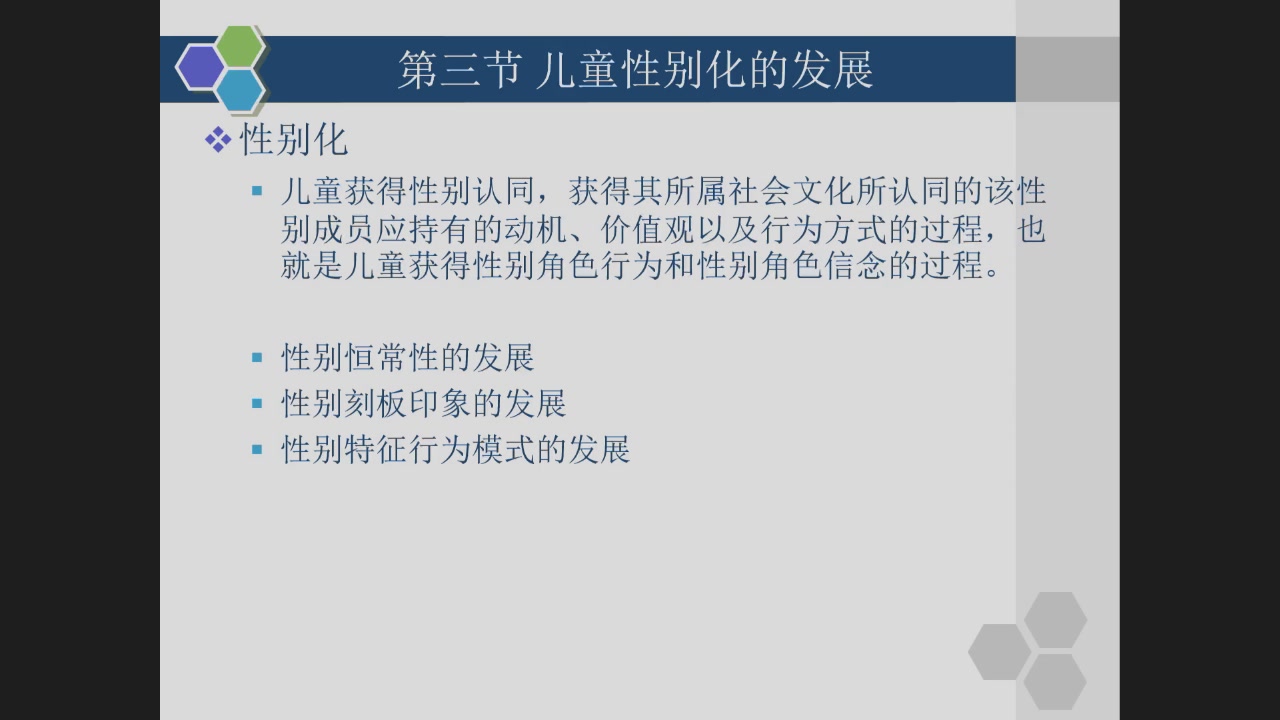 第三节 儿童性别化的发展
性别化
儿童获得性别认同，获得其所属社会文化所认同的该性
别成员应持有的动机、价值观以及行为方式的过程，也
就是儿童获得性别角色行为和性别角色信念的过程。
性别恒常性的发展
性别刻板印象的发展
性别特征行为模式的发展